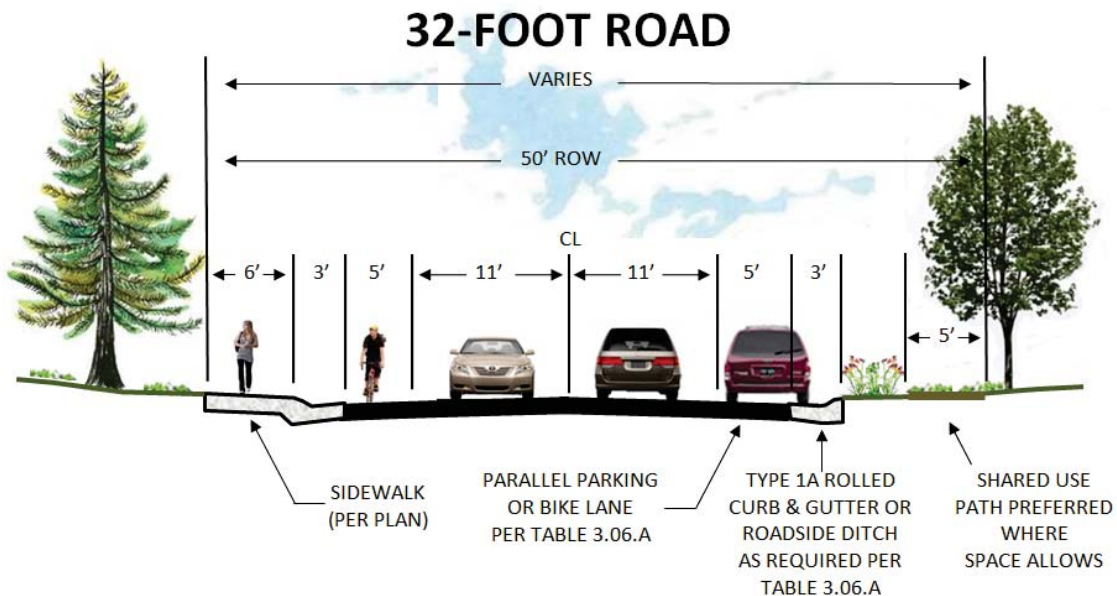 32-FOOT ROAD
VARIES
50’ ROW
CL
6’ 3’ 5’ 11’ 11’ 5’ 3’
5’
SIDEWALK
(PER PLAN)
PARALLEL PARKING
OR BIKE LANE
PER TABLE 3.06.A
TYPE 1A ROLLED
CURB & GUTTER OR
ROADSIDE DITCH
AS REQUIRED PER
TABLE 3.06.A
SHARED USE
PATH PREFERRED
WHERE
SPACE ALLOWS